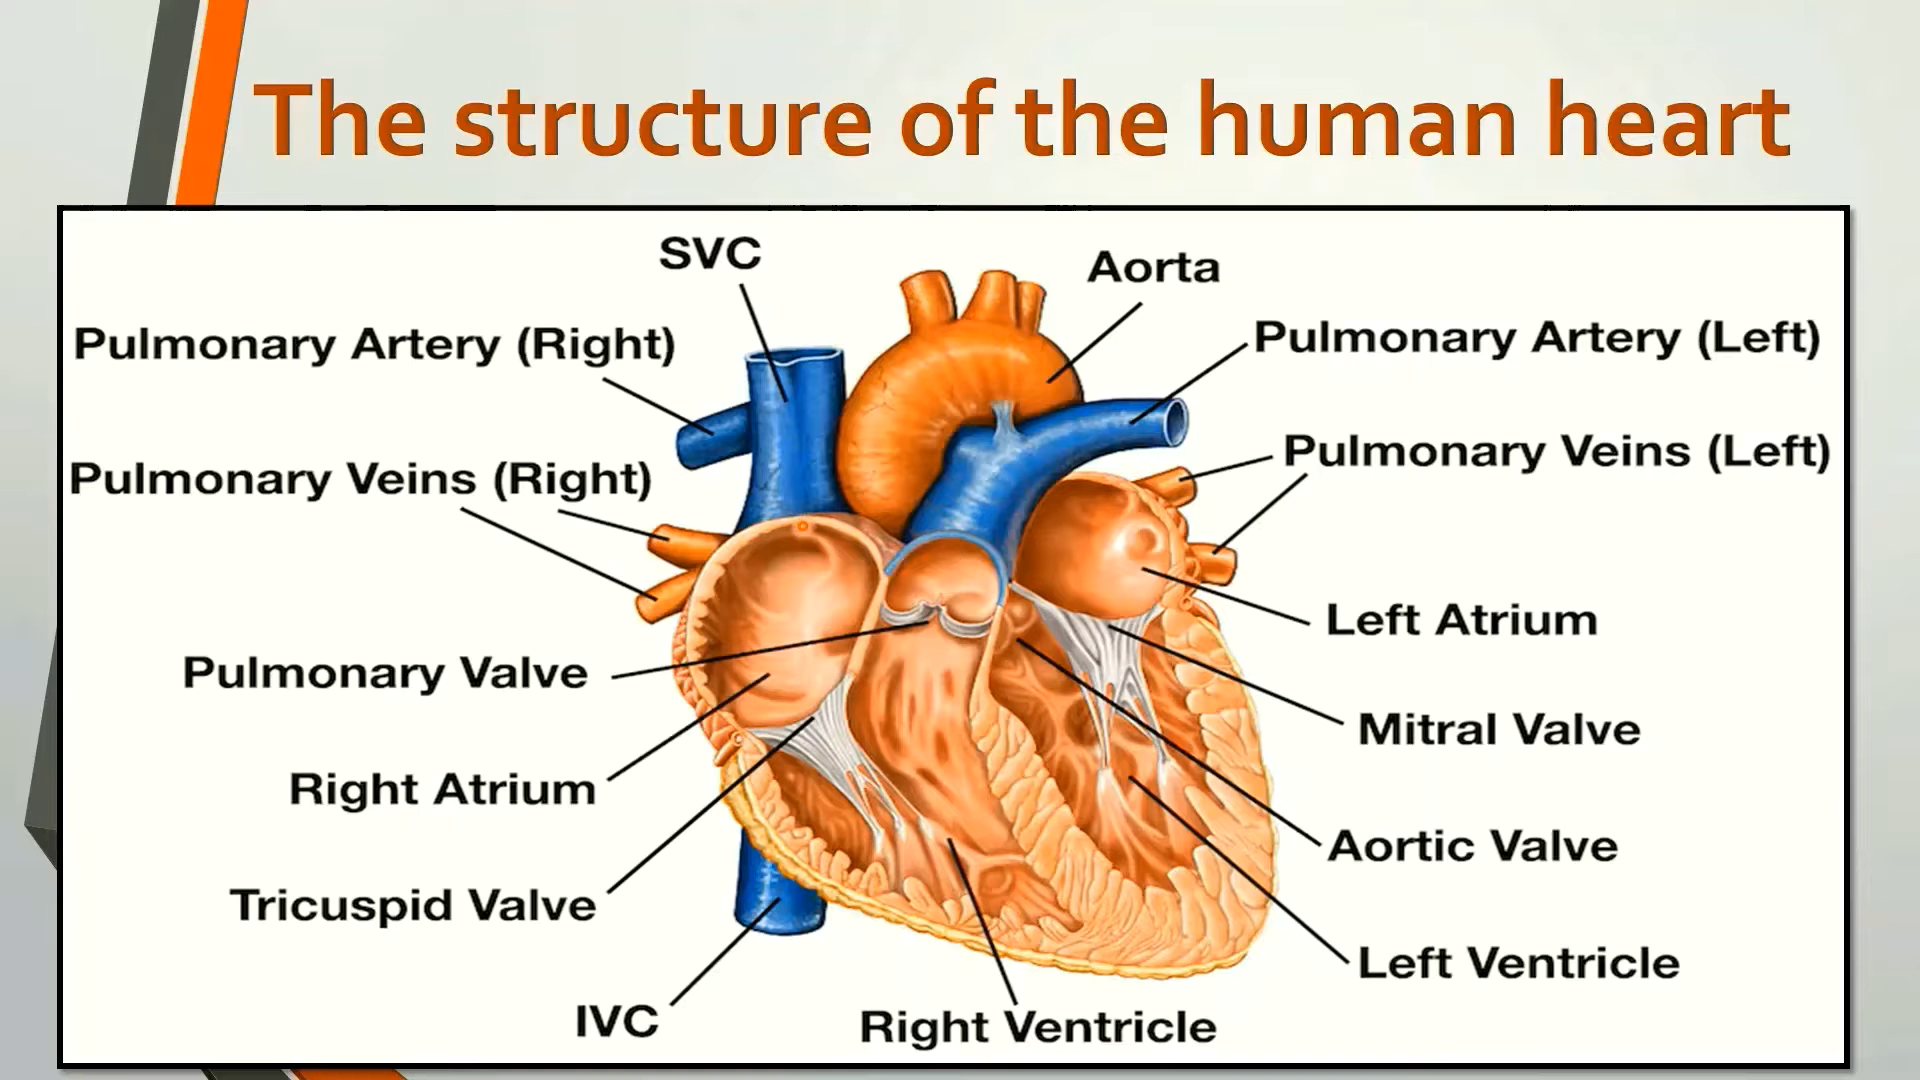 The structure of the human heart
SVC
Aorta
Pulmonary Artery (Right)
Pulmonary Artery (Left)
Pulmonary Veins (Right)
Pulmonary Veins (Left)
Left Atrium
Pulmonary Valve
Mitral Valve
Right Atrium
Aortic Valve
Tricuspid Valve
Left Ventricle
IVC
Right Ventricle